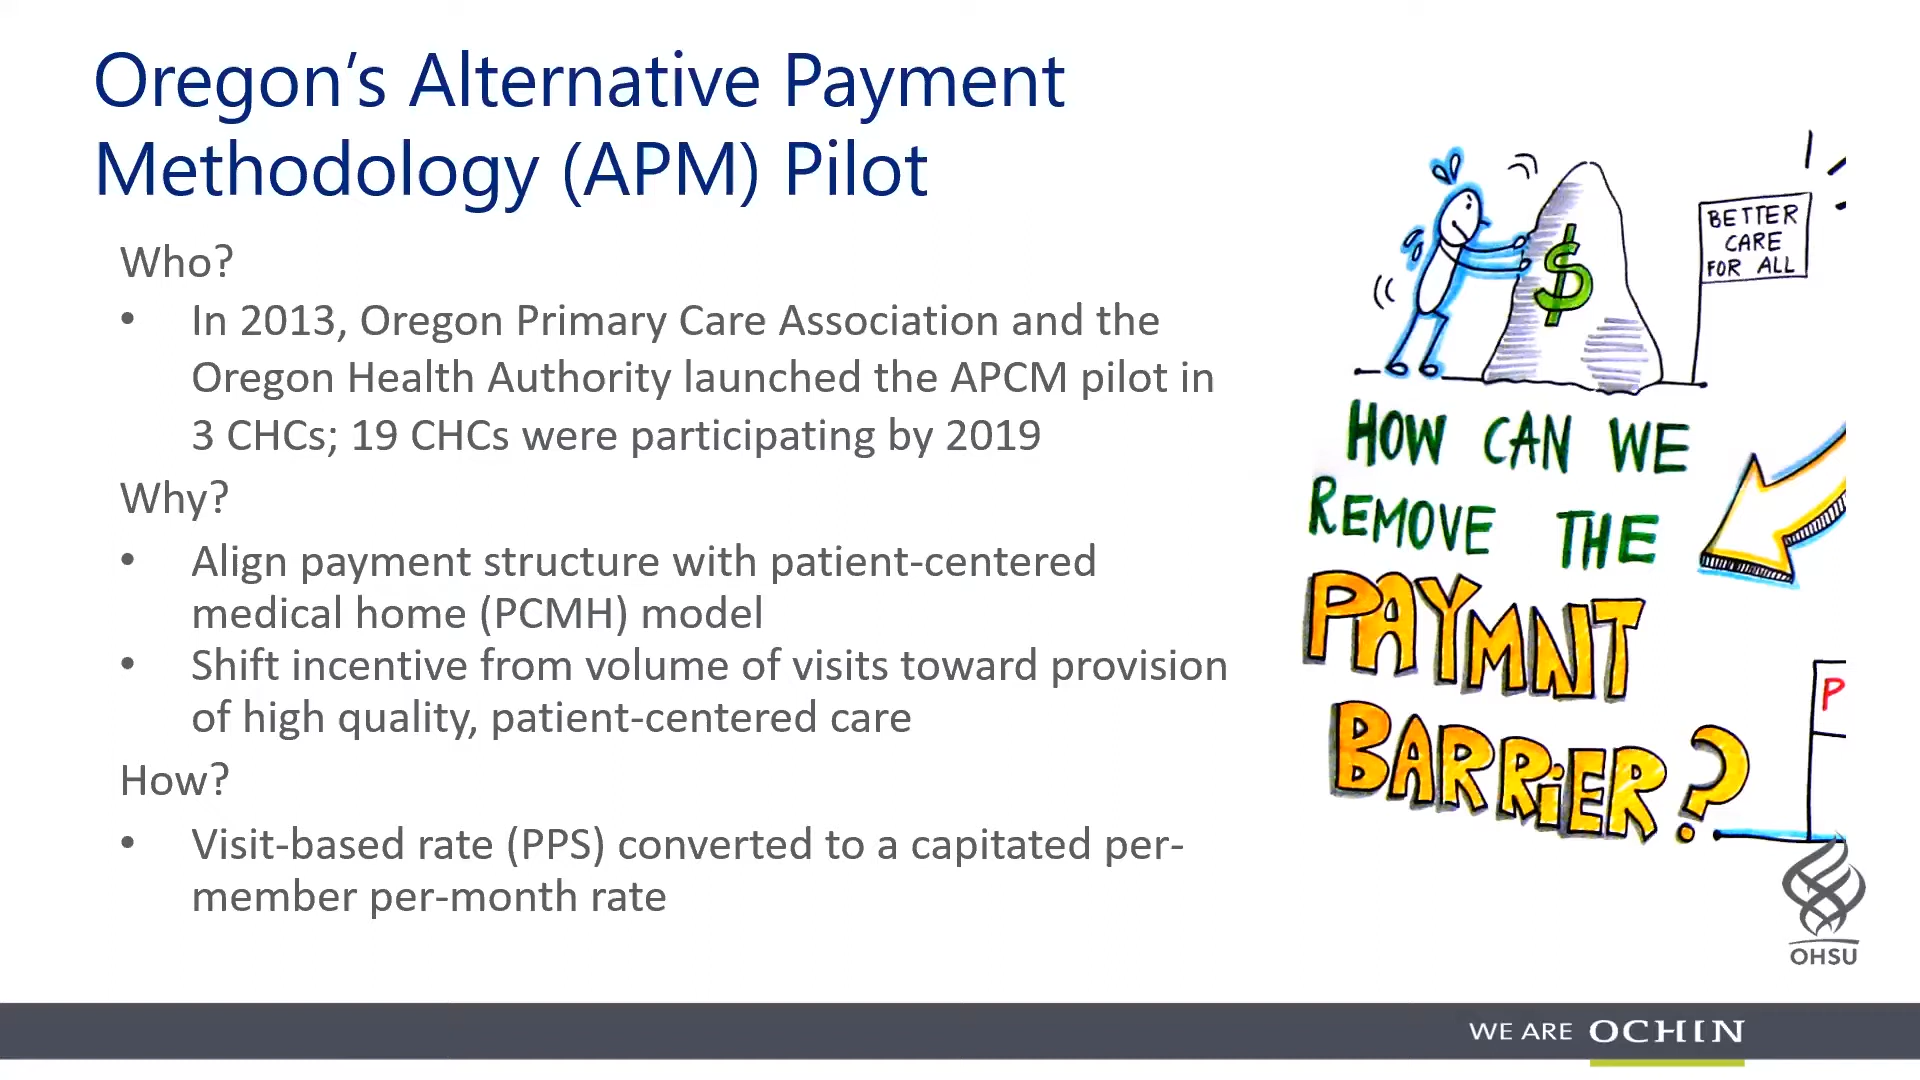 Oregon’s Alternative Payment
Methodology (APM) Pilot
Who?
• In 2013, Oregon Primary Care Association and the
Oregon Health Authority launched the APCM pilot in
3 CHCs; 19 CHCs were participating by 2019
Why?
• Align payment structure with patient-centered
medical home (PCMH) model
• Shift incentive from volume of visits toward provision
of high quality, patient-centered care
How?
• Visit-based rate (PPS) converted to a capitated per-
member per-month rate
$
BETTER
CARE
FOR ALL
HOW CAN WE
REMOVE THE
PAYMNT
BARRiER?
P
OHSU
WE ARE OCHIN